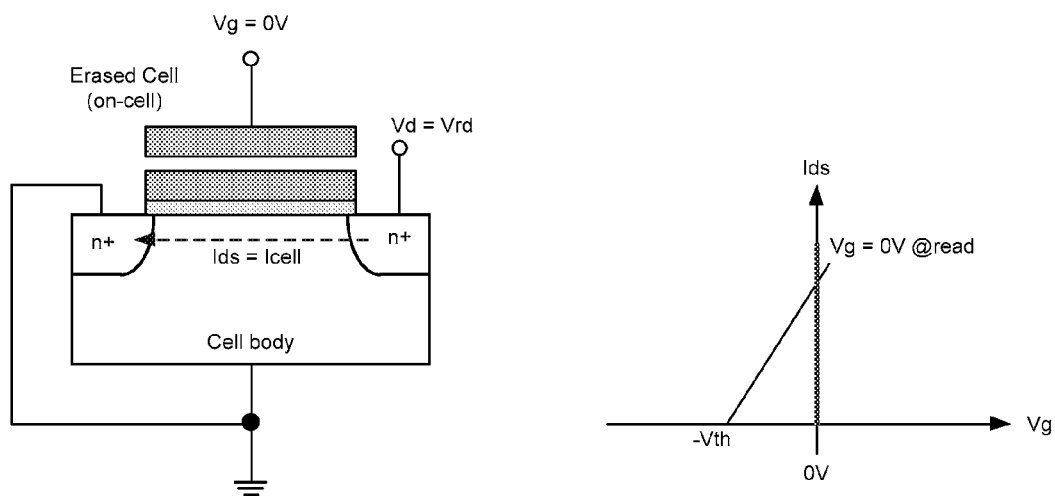 Vg = 0V
Erased Cell
(on-cell)
Vd = Vrd
n+
n+
Ids = Icell
Cell body
Ids
Vg = 0V @read
-Vth
Vg
0V